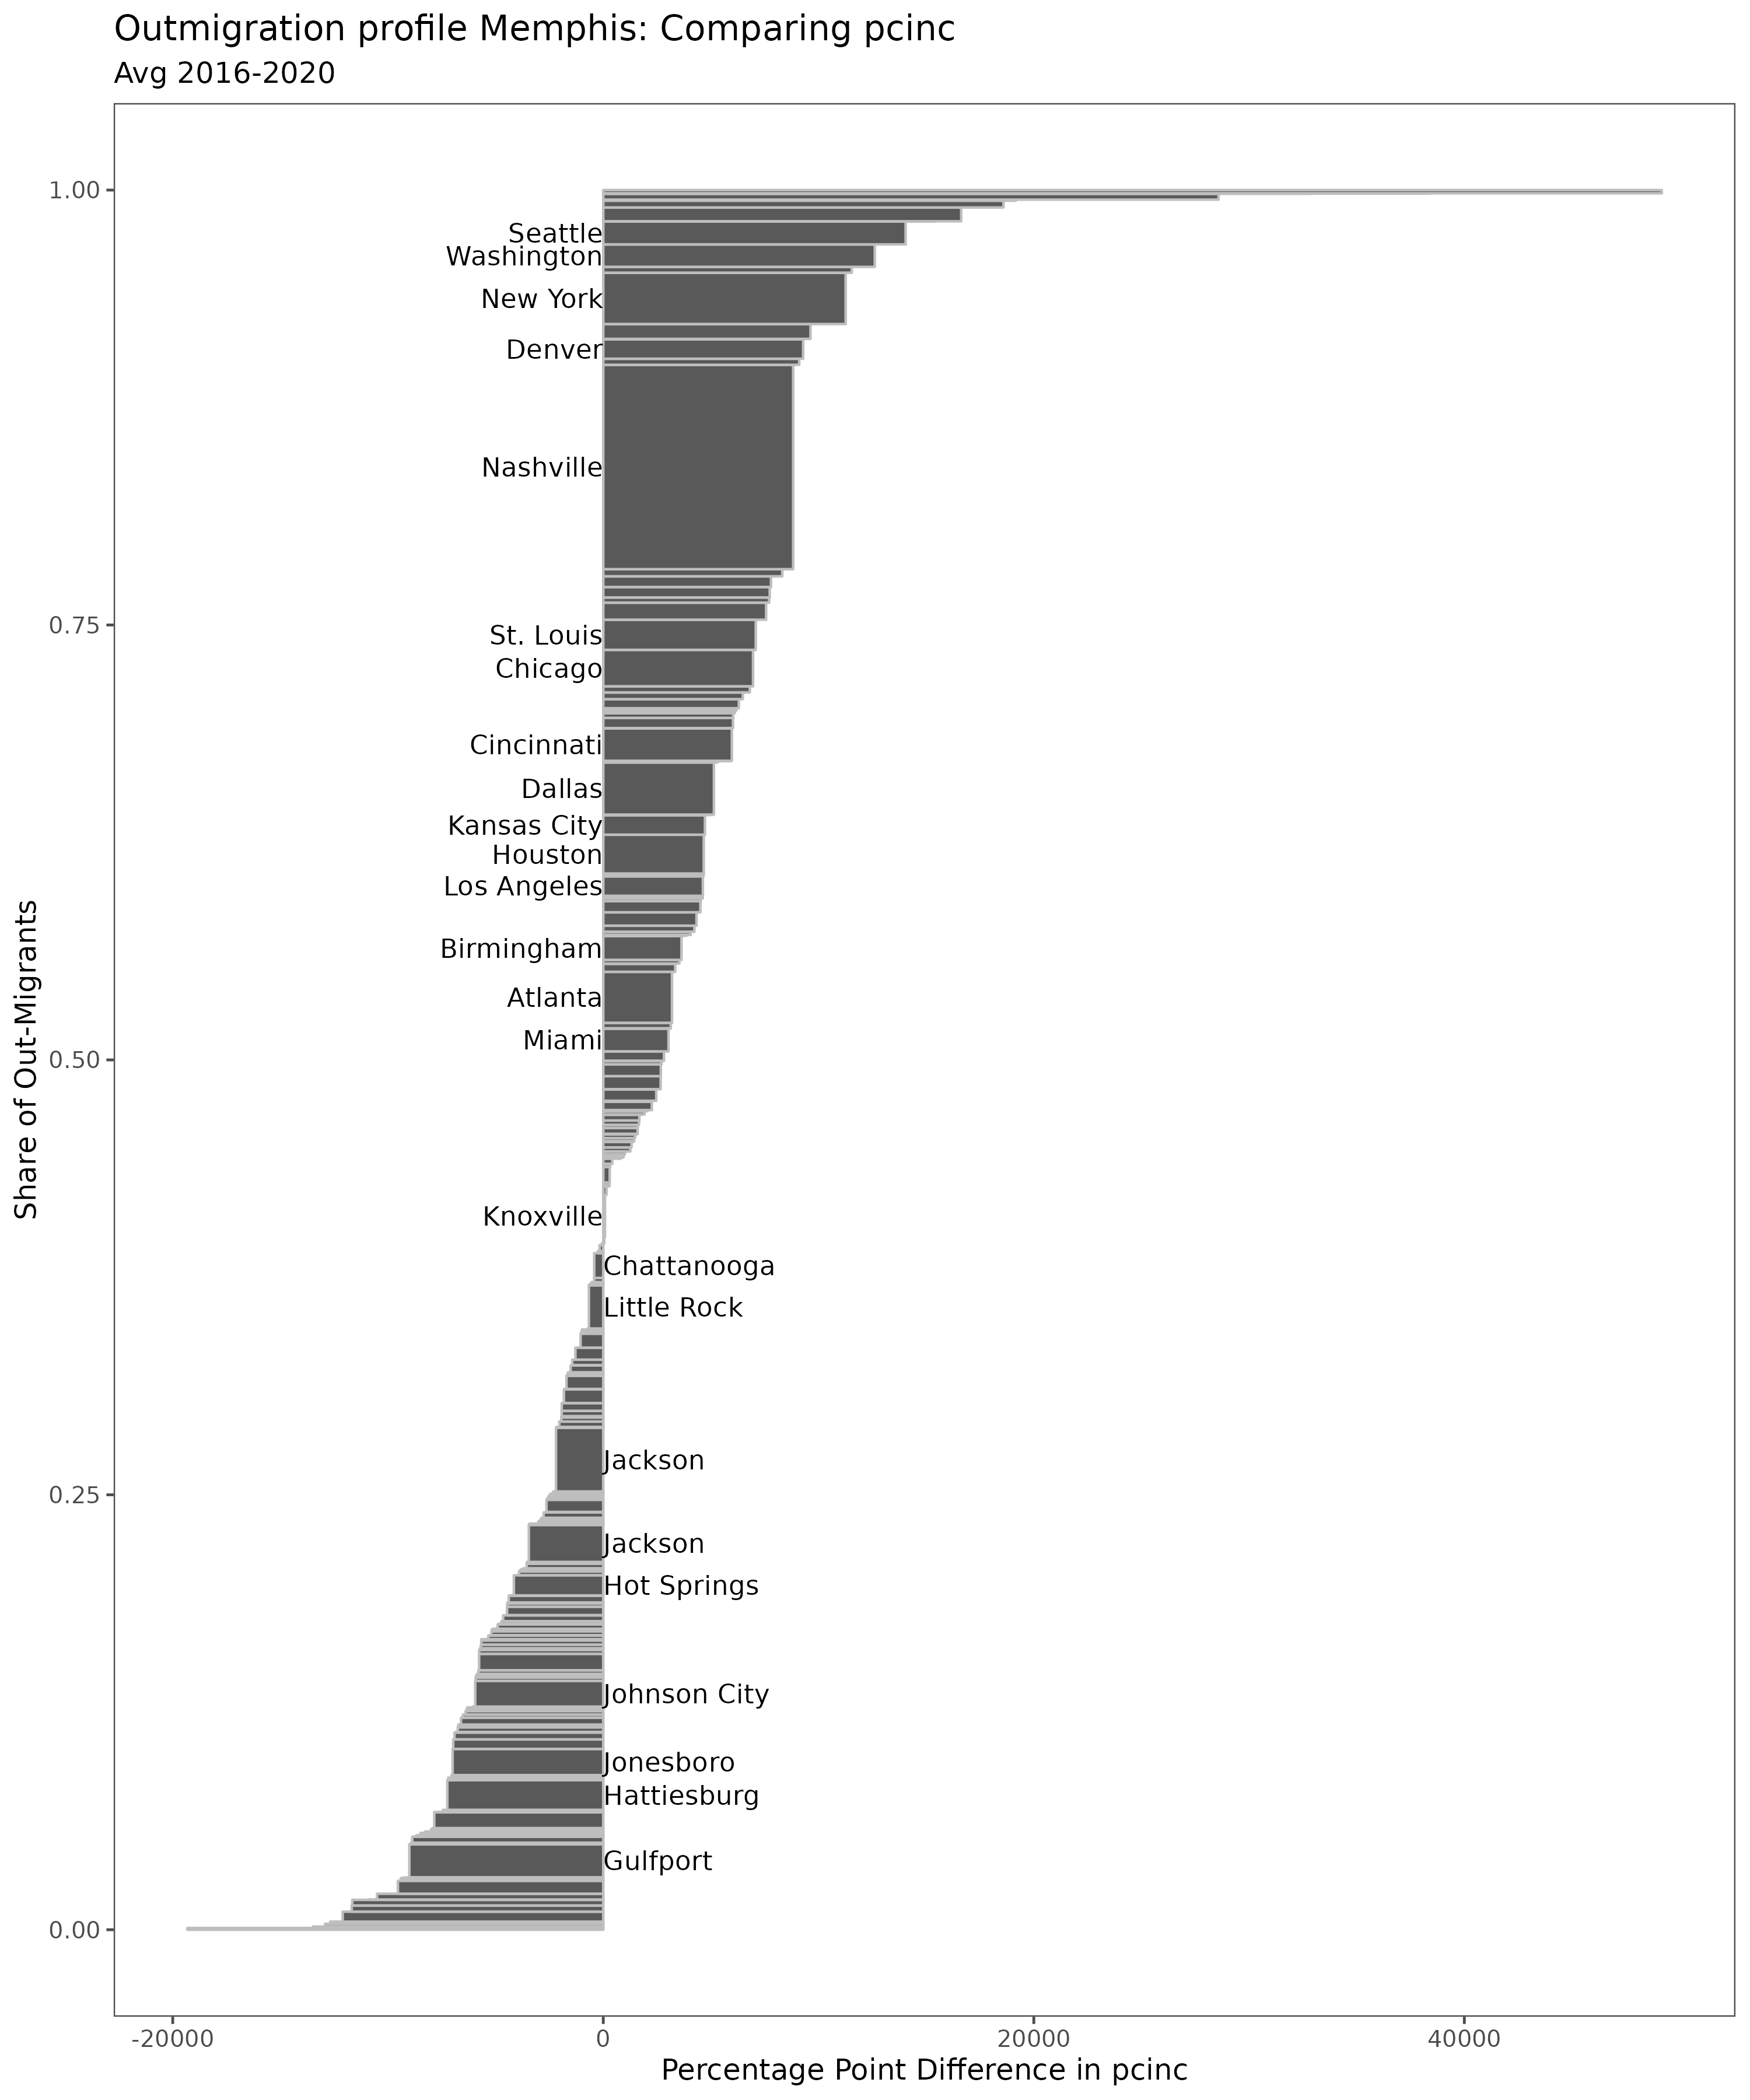 Outmigration profile Memphis: Comparing pcinc
Avg 2016-2020
1.00
Seattle
Washington
New York
Denver
Nashville
0.75
St. Louis
Chicago
Cincinnati
Dallas
Kansas City
Houston
Los Angeles
Birmingham
Atlanta
Miami
0.50
Share of Out-Migrants
Knoxville
Chattanooga
Little Rock
Jackson
0.25
Jackson
Hot Springs
Johnson City
Jonesboro
Hattiesburg
Gulfport
0.00
-20000 0 20000 40000
Percentage Point Difference in pcinc